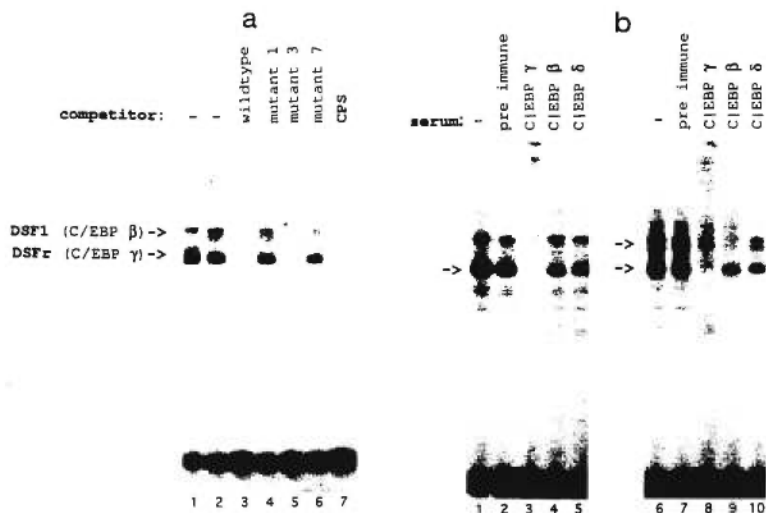 a
b
competitor: - - wildtype mutant 1 mutant 3 mutant 7 CPS
serum: - pre immune C|EBP γ C|EBP β C|EBP δ
- pre immune C|EBP γ C|EBP β C|EBP δ
DSF1 (C/EBP β) ->
DSFr (C/EBP γ) ->
->
->
->
1 2 3 4 5 6 7
1 2 3 4 5
6 7 8 9 10